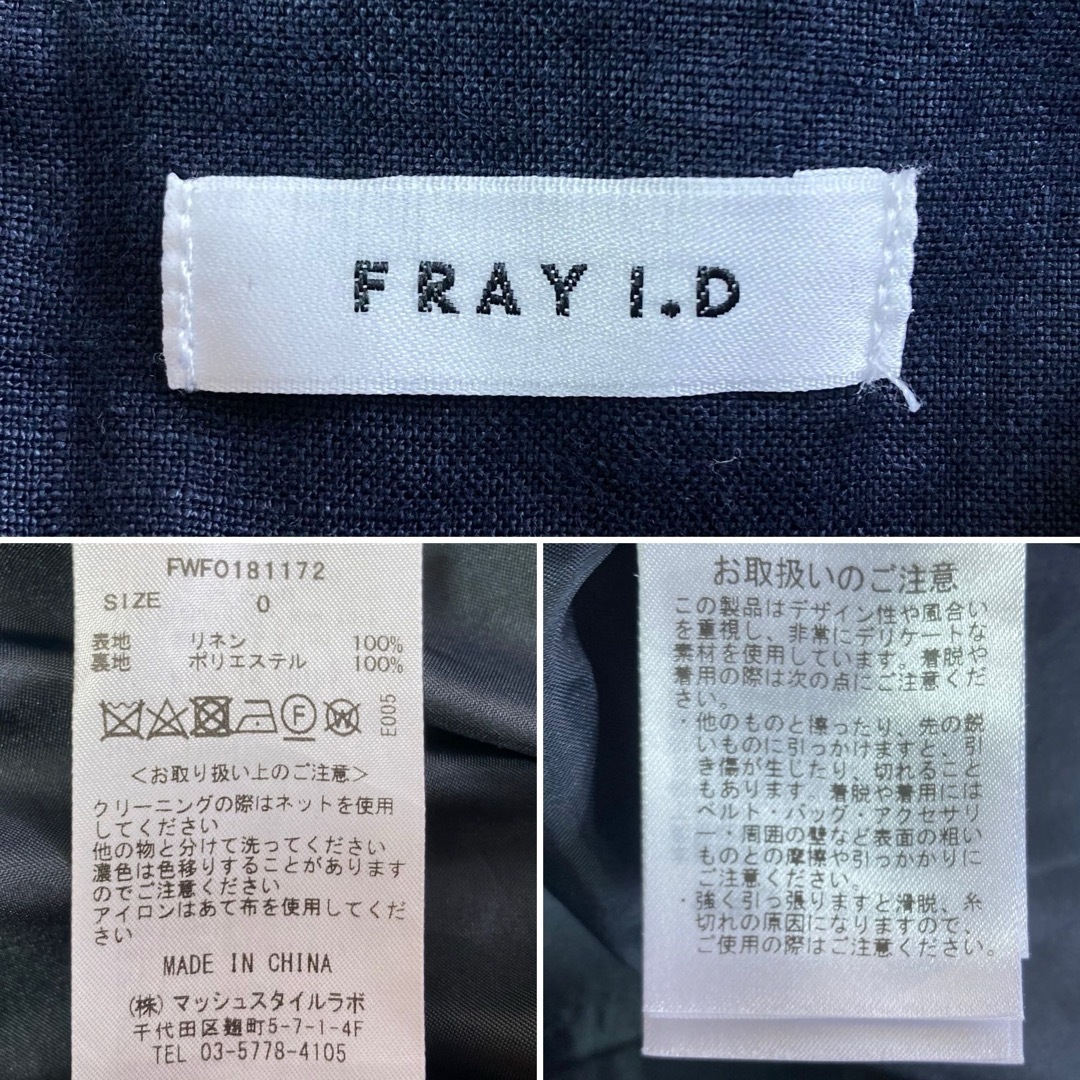 FRAY I.D
FWF0181172
SIZE 0
表地 リネン 100%
裏地 ポリエステル 100%
F W
E005
＜お取り扱い上のご注意＞
クリーニングの際はネットを使用
してください
他の物と分けて洗ってください
濃色は色移りすることがあります
のでご注意ください
アイロンはあて布を使用してくだ
さい
MADE IN CHINA
(株) マッシュスタイルラボ
千代田区麹町5-7-1-4F
TEL 03-5778-4105
お取扱いのご注意
この製品はデザイン性や風合い
を重視し、非常にデリケートな
素材を使用しています。着脱や
着用の際は次の点にご注意くだ
さい。
・他のものと擦ったり、先の鋭
いものに引っかけますと、引
き傷が生じたり、切れること
もあります。着脱や着用には
ベルト・バッグ・アクセサリ
ー・周囲の壁など表面の粗い
ものとの摩擦や引っかかりに
ご注意ください。
・強く引っ張りますと滑脱、糸
切れの原因になりますので、
ご使用の際はご注意ください。